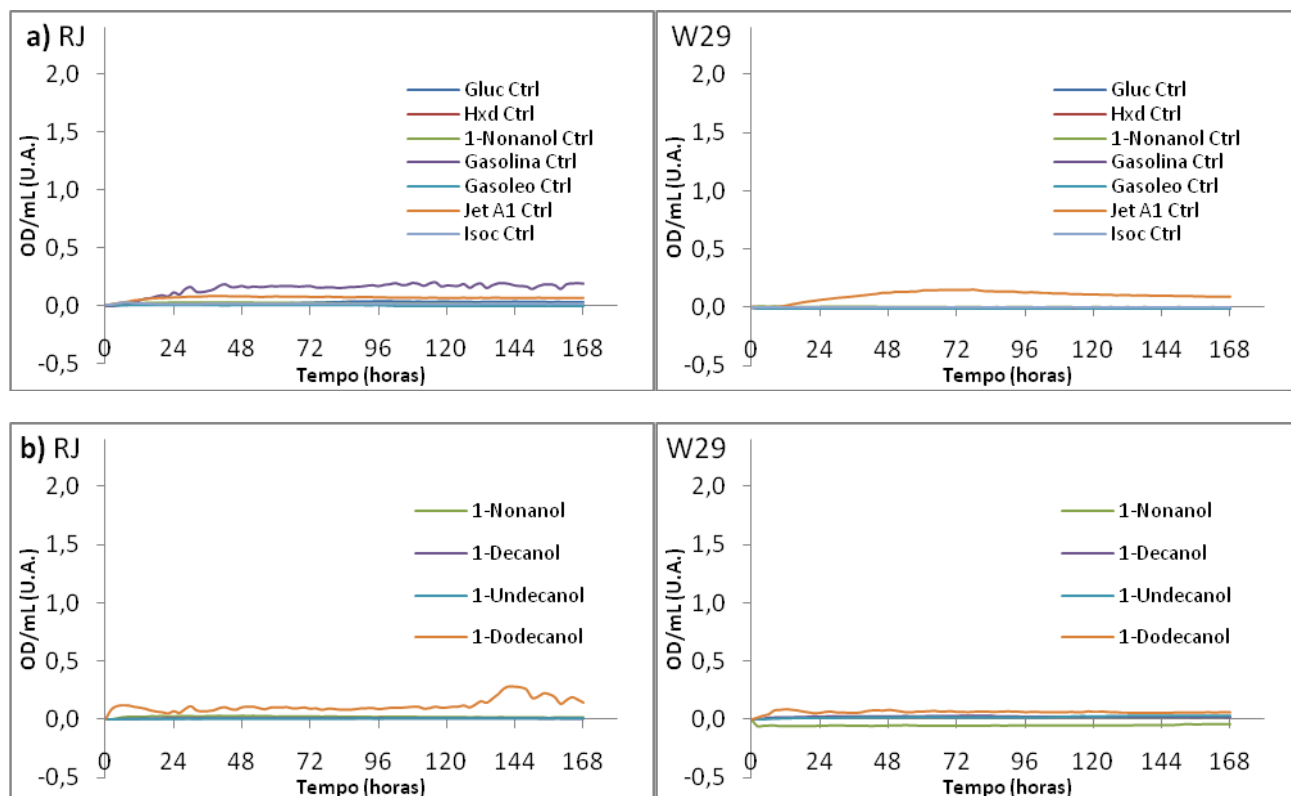 a) RJ
2,0
1,5
1,0
0,5
0,0
-0,5
OD/mL (U.A.)
0 24 48 72 96 120 144 168
Tempo (horas)
Gluc Ctrl
Hxd Ctrl
1-Nonanol Ctrl
Gasolina Ctrl
Gasoleo Ctrl
Jet A1 Ctrl
Isoc Ctrl
W29
2,0
1,5
1,0
0,5
0,0
-0,5
OD/mL (U.A.)
0 24 48 72 96 120 144 168
Tempo (horas)
Gluc Ctrl
Hxd Ctrl
1-Nonanol Ctrl
Gasolina Ctrl
Gasoleo Ctrl
Jet A1 Ctrl
Isoc Ctrl
b) RJ
2,0
1,5
1,0
0,5
0,0
-0,5
OD/mL (U.A.)
0 24 48 72 96 120 144 168
Tempo (horas)
1-Nonanol
1-Decanol
1-Undecanol
1-Dodecanol
W29
2,0
1,5
1,0
0,5
0,0
-0,5
OD/mL (U.A.)
0 24 48 72 96 120 144 168
Tempo (horas)
1-Nonanol
1-Decanol
1-Undecanol
1-Dodecanol